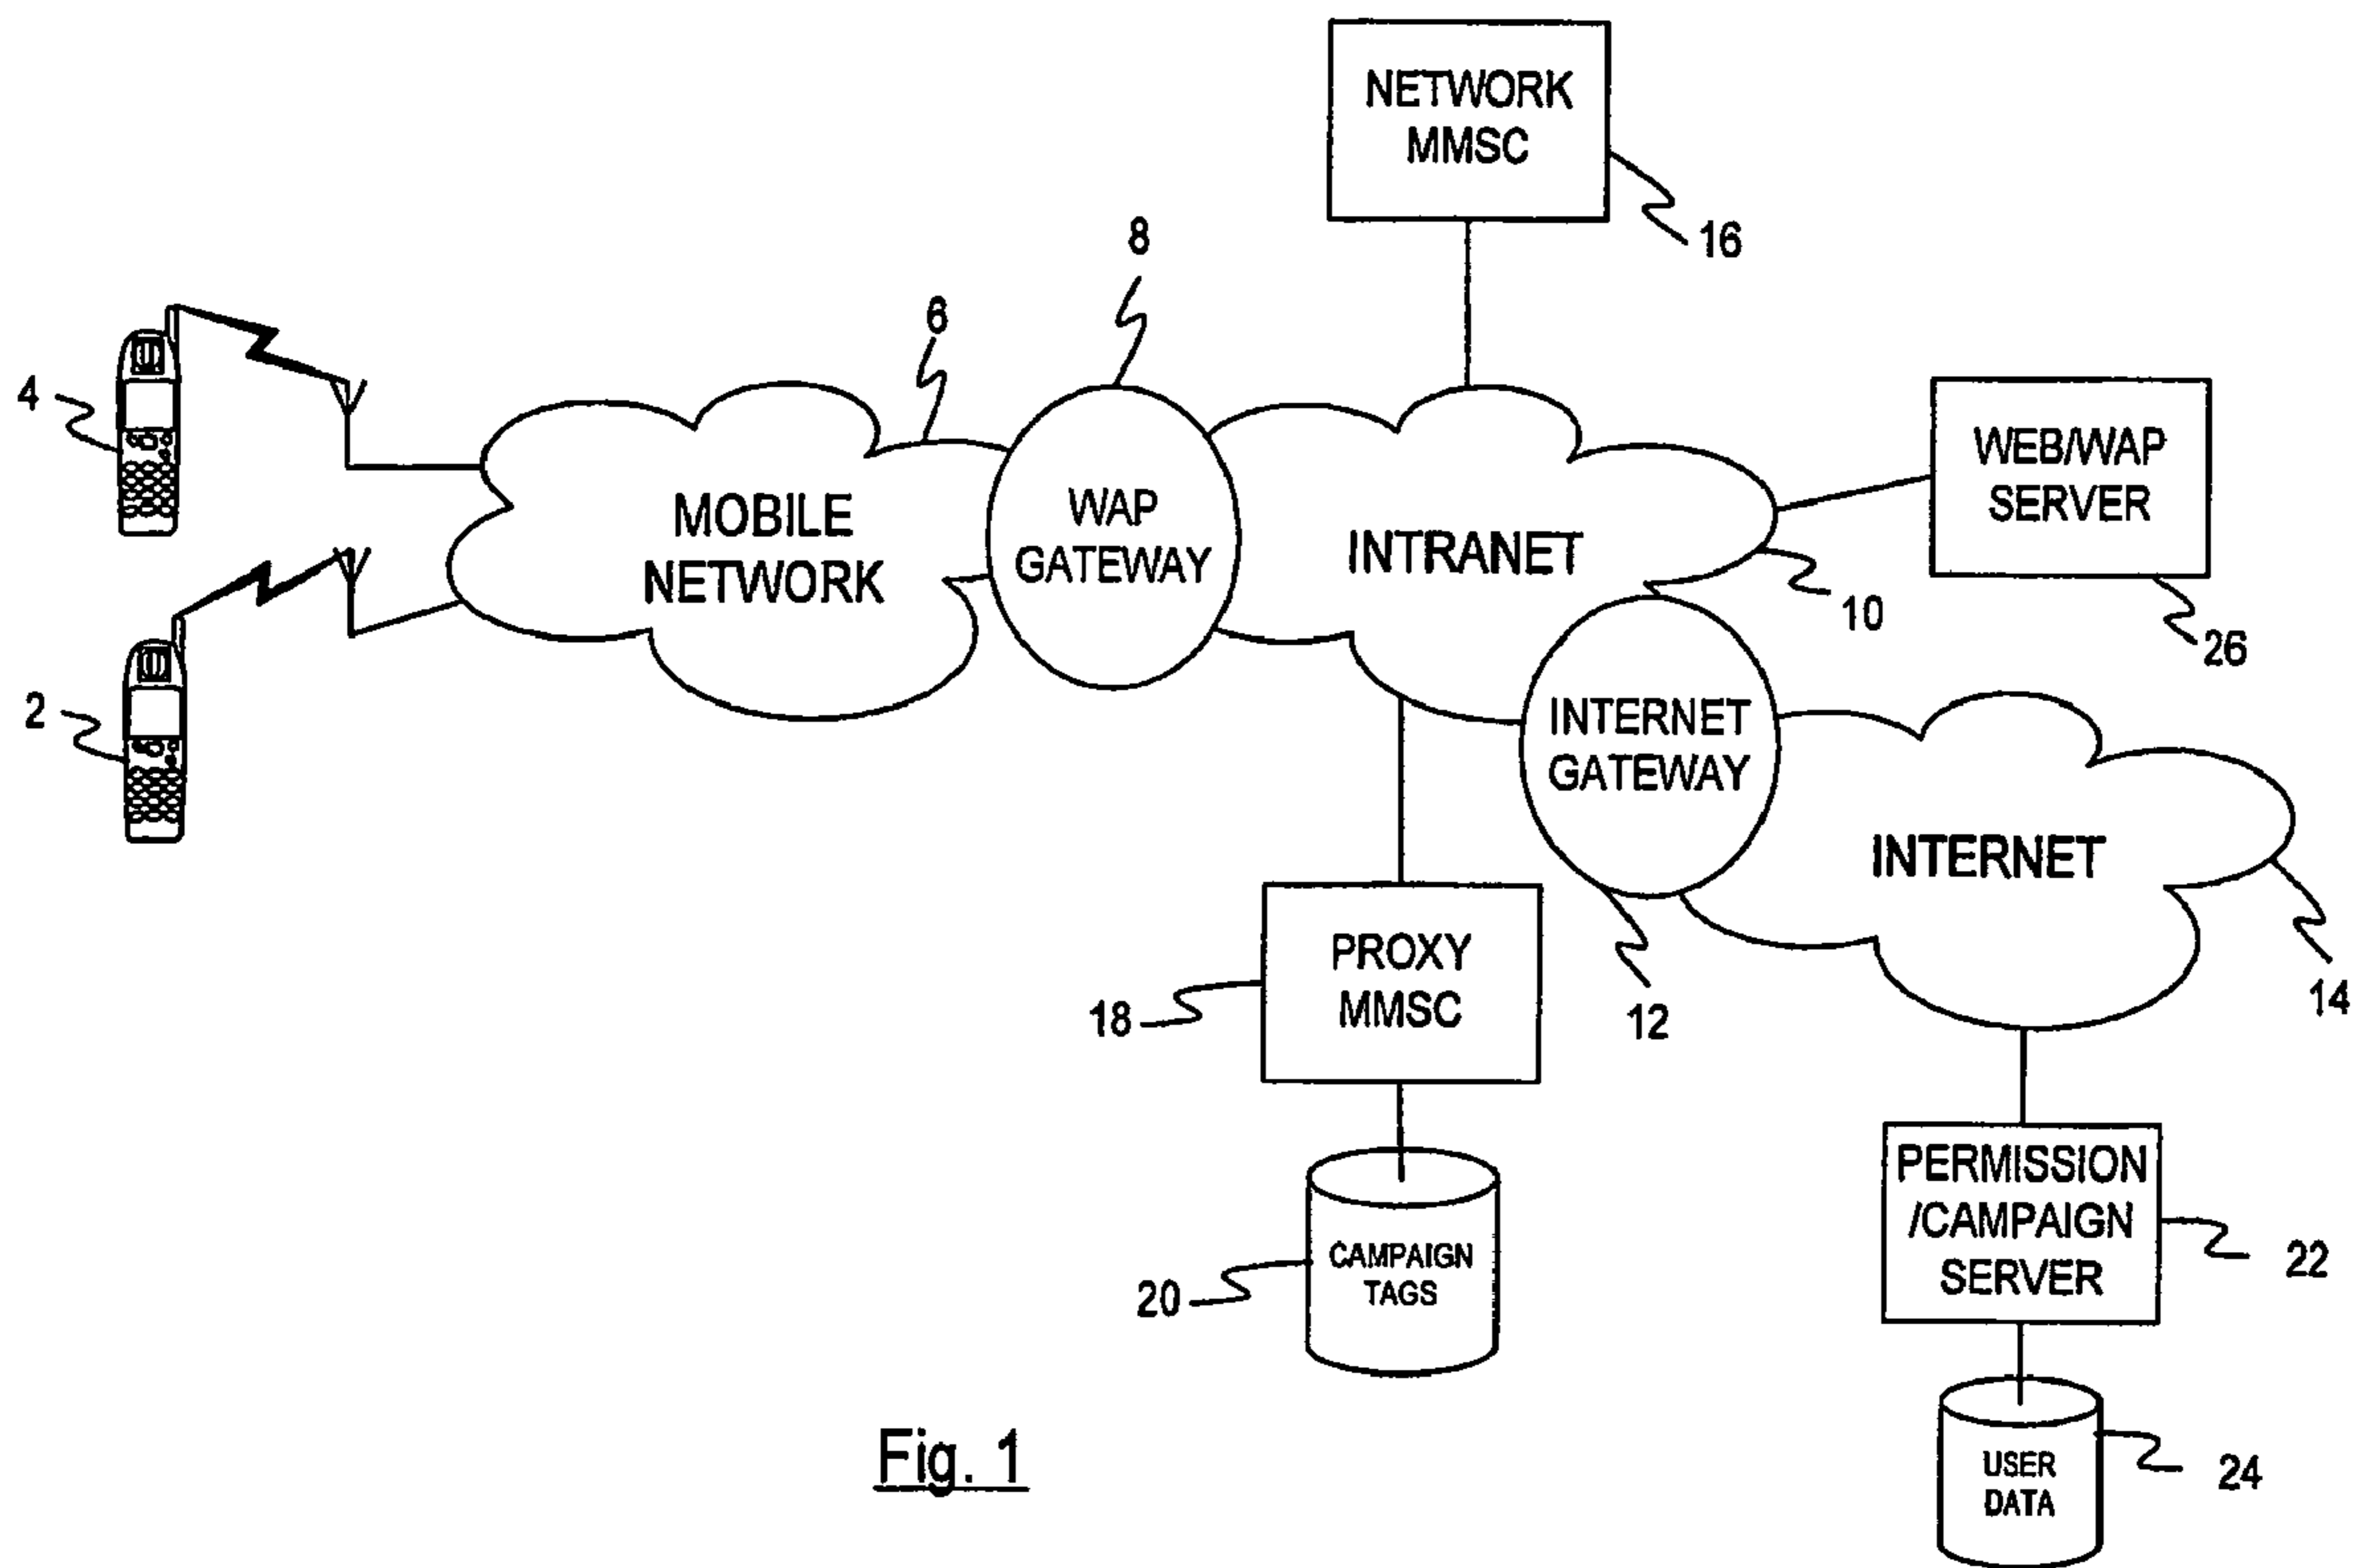 NETWORK
MMSC
16
8
6
4
MOBILE
NETWORK
WAP
GATEWAY
INTRANET
WEB/WAP
SERVER
10
26
2
INTERNET
GATEWAY
INTERNET
PROXY
MMSC
18
12
14
CAMPAIGN
TAGS
20
PERMISSION
/CAMPAIGN
SERVER
22
USER
DATA
24
Fig. 1